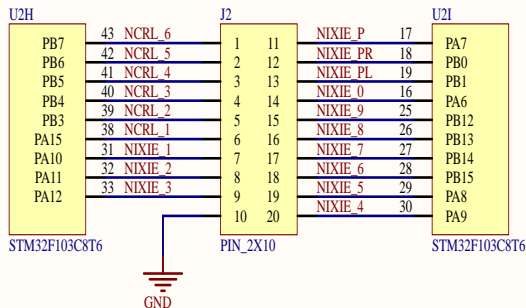 U2H J2 U2I
PB7 43 NCRL_6 1 11 NIXIE_P 17 PA7
PB6 42 NCRL_5 2 12 NIXIE_PR 18 PB0
PB5 41 NCRL_4 3 13 NIXIE_PL 19 PB1
PB4 40 NCRL_3 4 14 NIXIE_0 16 PA6
PB3 39 NCRL_2 5 15 NIXIE_9 25 PB12
PA15 38 NCRL_1 6 16 NIXIE_8 26 PB13
PA10 31 NIXIE_1 7 17 NIXIE_7 27 PB14
PA11 32 NIXIE_2 8 18 NIXIE_6 28 PB15
PA12 33 NIXIE_3 9 19 NIXIE_5 29 PA8
10 20 NIXIE_4 30 PA9
STM32F103C8T6 PIN_2X10 STM32F103C8T6
GND